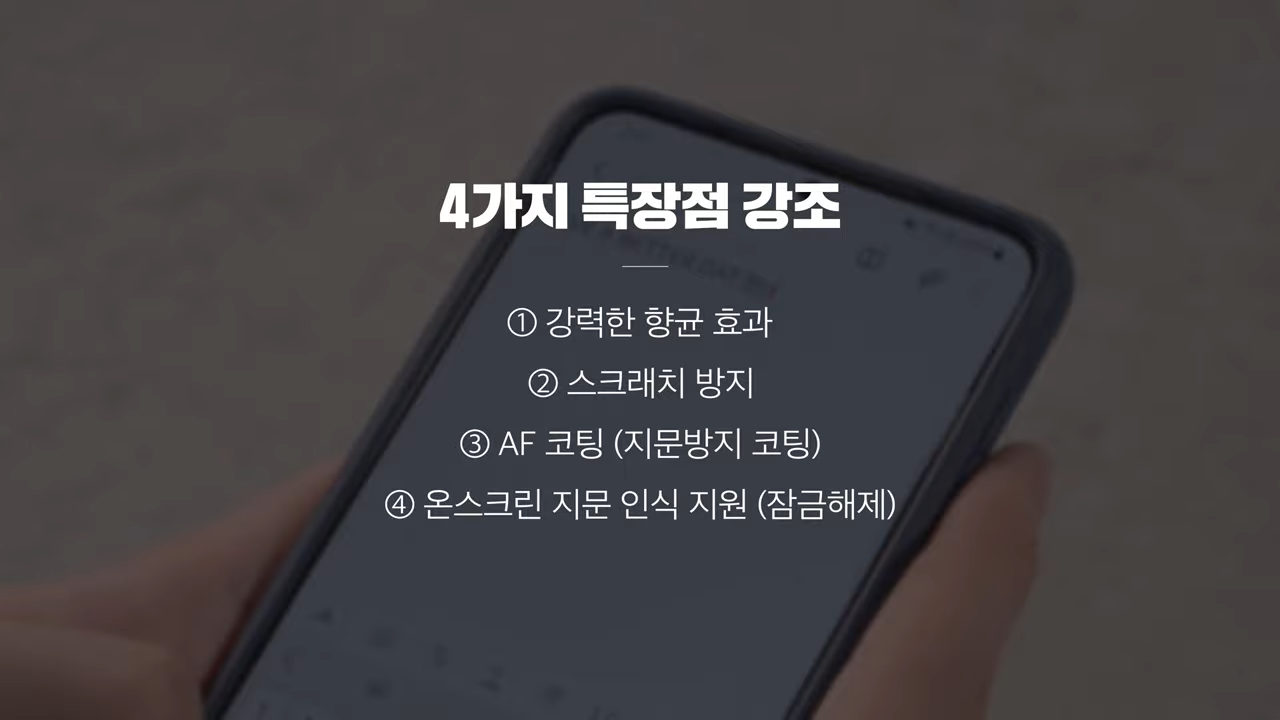 4가지 특장점 강조
① 강력한 향균 효과
② 스크래치 방지
③ AF 코팅 (지문방지 코팅)
④ 온스크린 지문 인식 지원 (잠금해제)